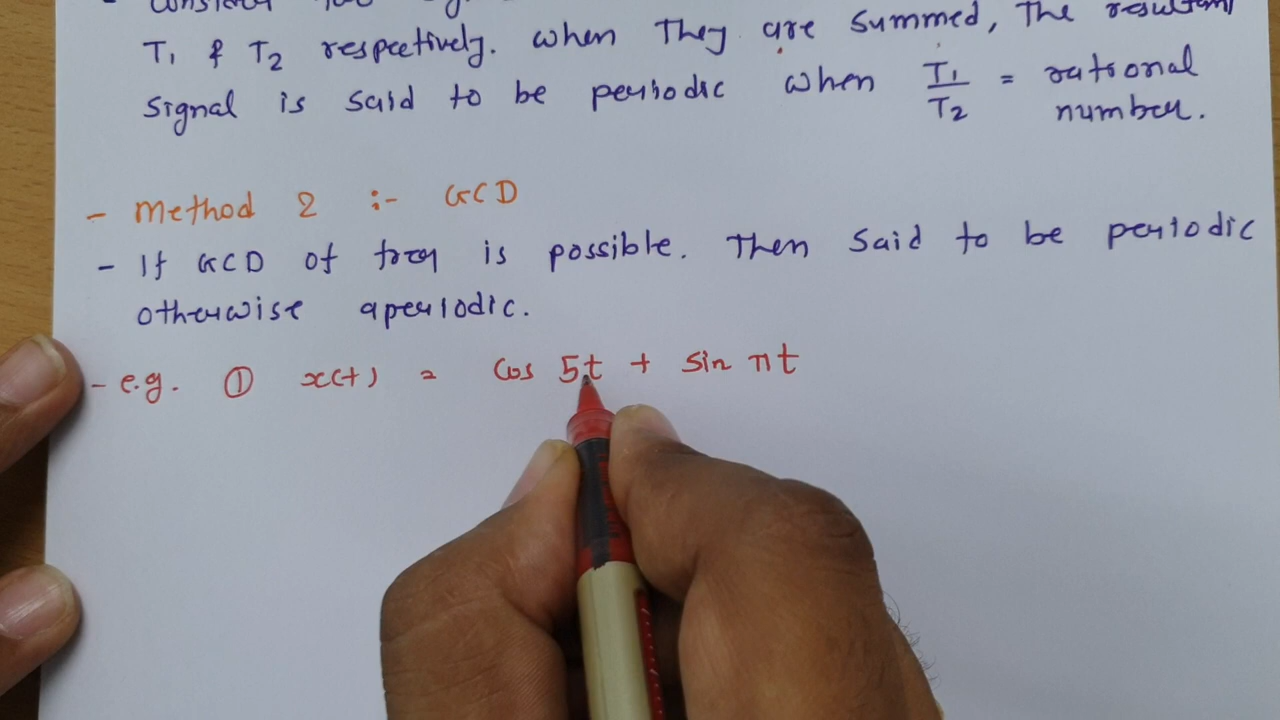 T1 & T2 respectively. when They are summed, The resultant
signal is said to be periodic when T1/T2 = rational number.
- Method 2 :- GCD
- If GCD of freq is possible. Then said to be periodic
otherwise aperiodic.
- e.g. ① x(t) = cos 5t + sin πt